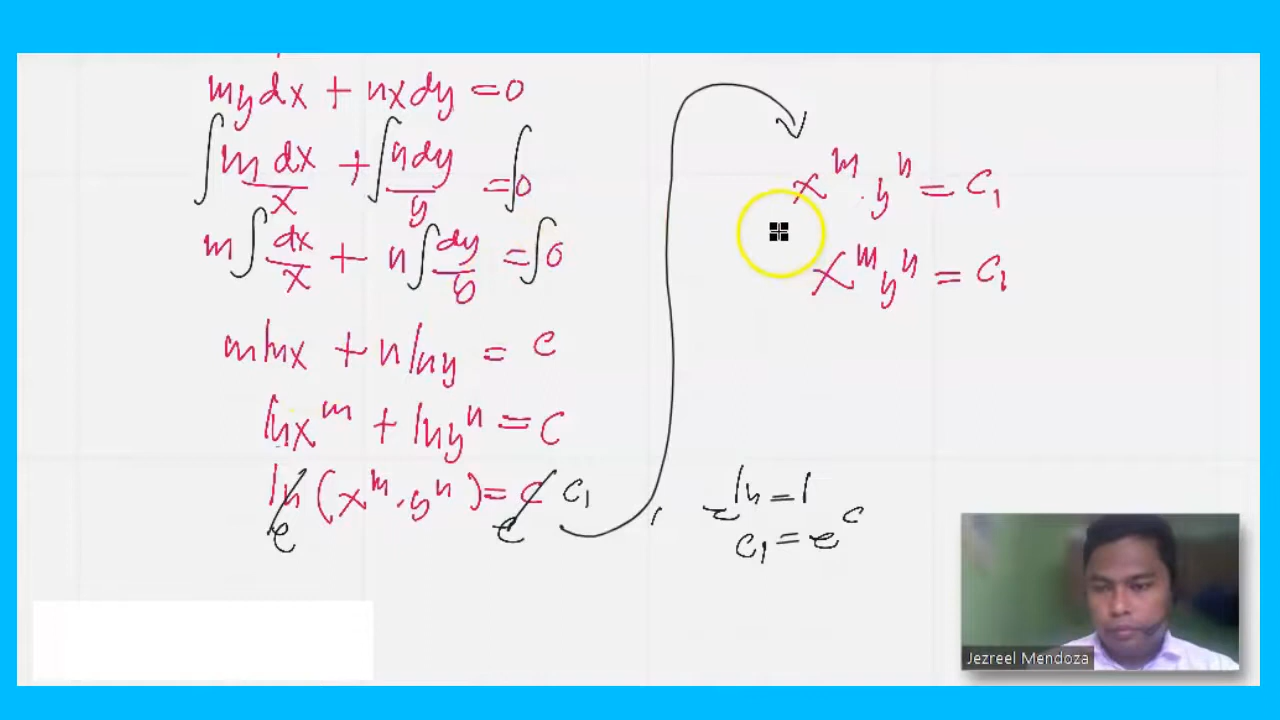 my dx + nx dy = 0
∫ m dx/x + ∫ n dy/y = ∫ 0
m ∫ dx/x + n ∫ dy/y = ∫ 0
m ln x + n ln y = c
ln x^m + ln y^n = c
ln (x^m · y^n) = c c₁
e e
x^m · y^n = c₁
x^m y^n = c₁
e ln = 1
c₁ = e^c
Jezreel Mendoza